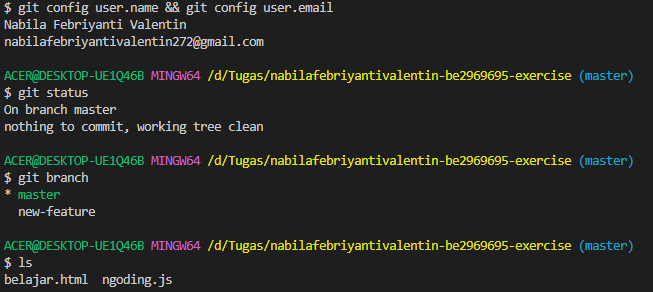 $ git config user.name && git config user.email
Nabila Febriyanti Valentin
nabilafebriyantivalentin272@gmail.com
ACER@DESKTOP-UE1Q46B MINGW64 /d/Tugas/nabilafebriyantivalentin-be2969695-exercise (master)
$ git status
On branch master
nothing to commit, working tree clean
ACER@DESKTOP-UE1Q46B MINGW64 /d/Tugas/nabilafebriyantivalentin-be2969695-exercise (master)
$ git branch
* master
  new-feature
ACER@DESKTOP-UE1Q46B MINGW64 /d/Tugas/nabilafebriyantivalentin-be2969695-exercise (master)
$ ls
belajar.html  ngoding.js